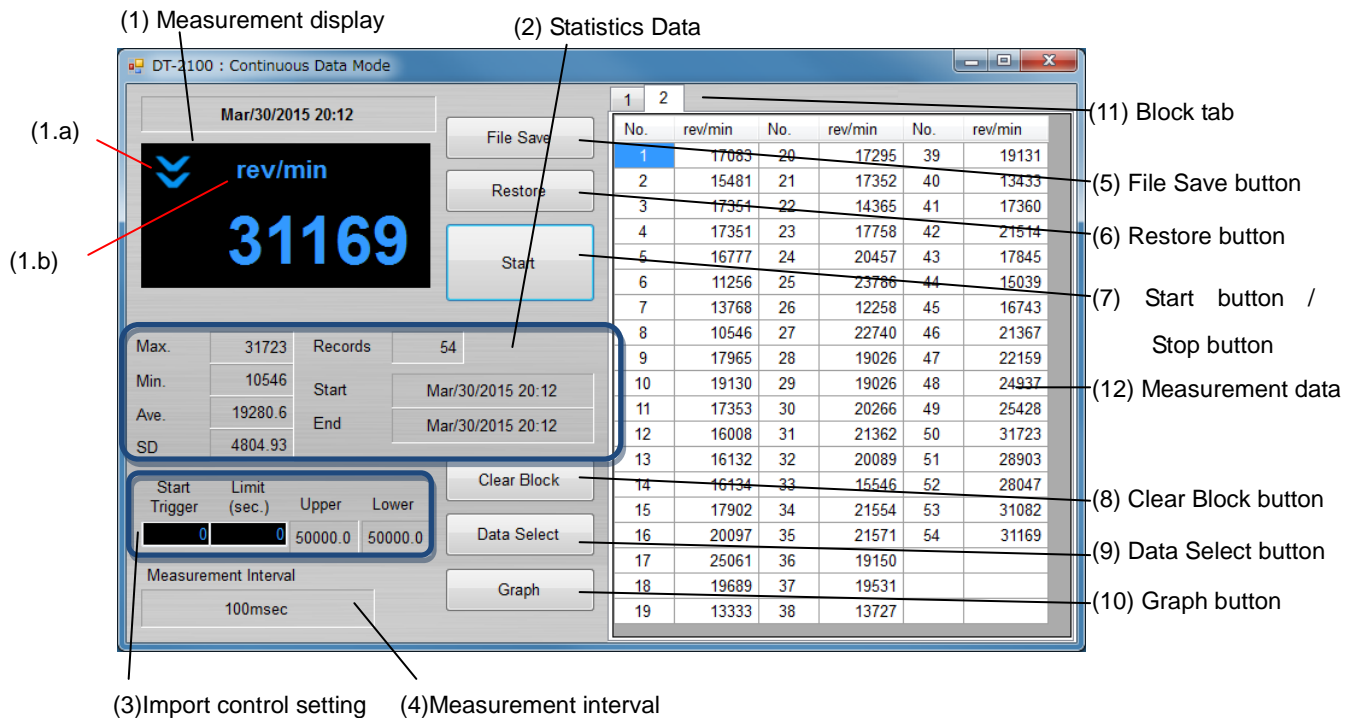 (1) Measurement display
(2) Statistics Data
DT-2100 : Continuous Data Mode
(1.a)
(1.b)
Mar/30/2015 20:12
rev/min
31169
File Save
Restore
Start
Max. 31723 Records 54
Min. 10546 Start Mar/30/2015 20:12
Ave. 19280.6 End Mar/30/2015 20:12
SD 4804.93
Start Trigger Limit (sec.) Upper Lower
0 0 50000.0 50000.0
Measurement Interval
100msec
Clear Block
Data Select
Graph
1 2
No. rev/min No. rev/min No. rev/min
1 17083 20 17295 39 19131
2 15481 21 17352 40 13433
3 17351 22 14365 41 17360
4 17351 23 17758 42 21514
5 16777 24 20457 43 17845
6 11256 25 23786 44 15039
7 13768 26 12258 45 16743
8 10546 27 22740 46 21367
9 17965 28 19026 47 22159
10 19130 29 19026 48 24937
11 17353 30 20266 49 25428
12 16008 31 21362 50 31723
13 16132 32 20089 51 28903
14 16134 33 15546 52 28047
15 17902 34 21554 53 31082
16 20097 35 21571 54 31169
17 25061 36 19150
18 19689 37 19531
19 13333 38 13727
(11) Block tab
(5) File Save button
(6) Restore button
(7) Start button /
Stop button
(12) Measurement data
(8) Clear Block button
(9) Data Select button
(10) Graph button
(3)Import control setting
(4)Measurement interval